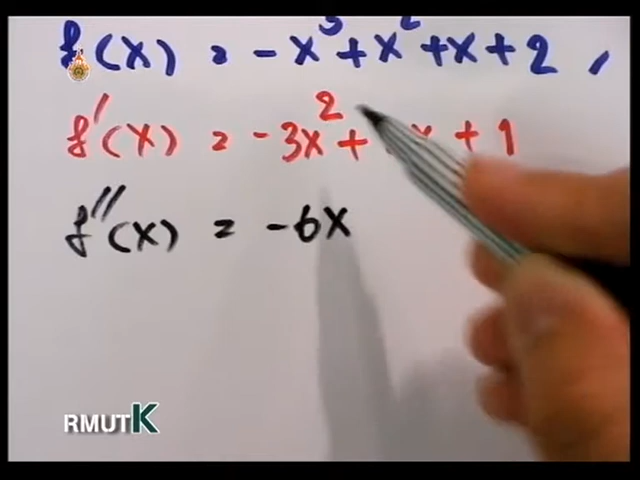 f(x) = -x³ + x² + x + 2 ,
f'(x) = -3x² + x + 1
f''(x) = -6x
RMUTK